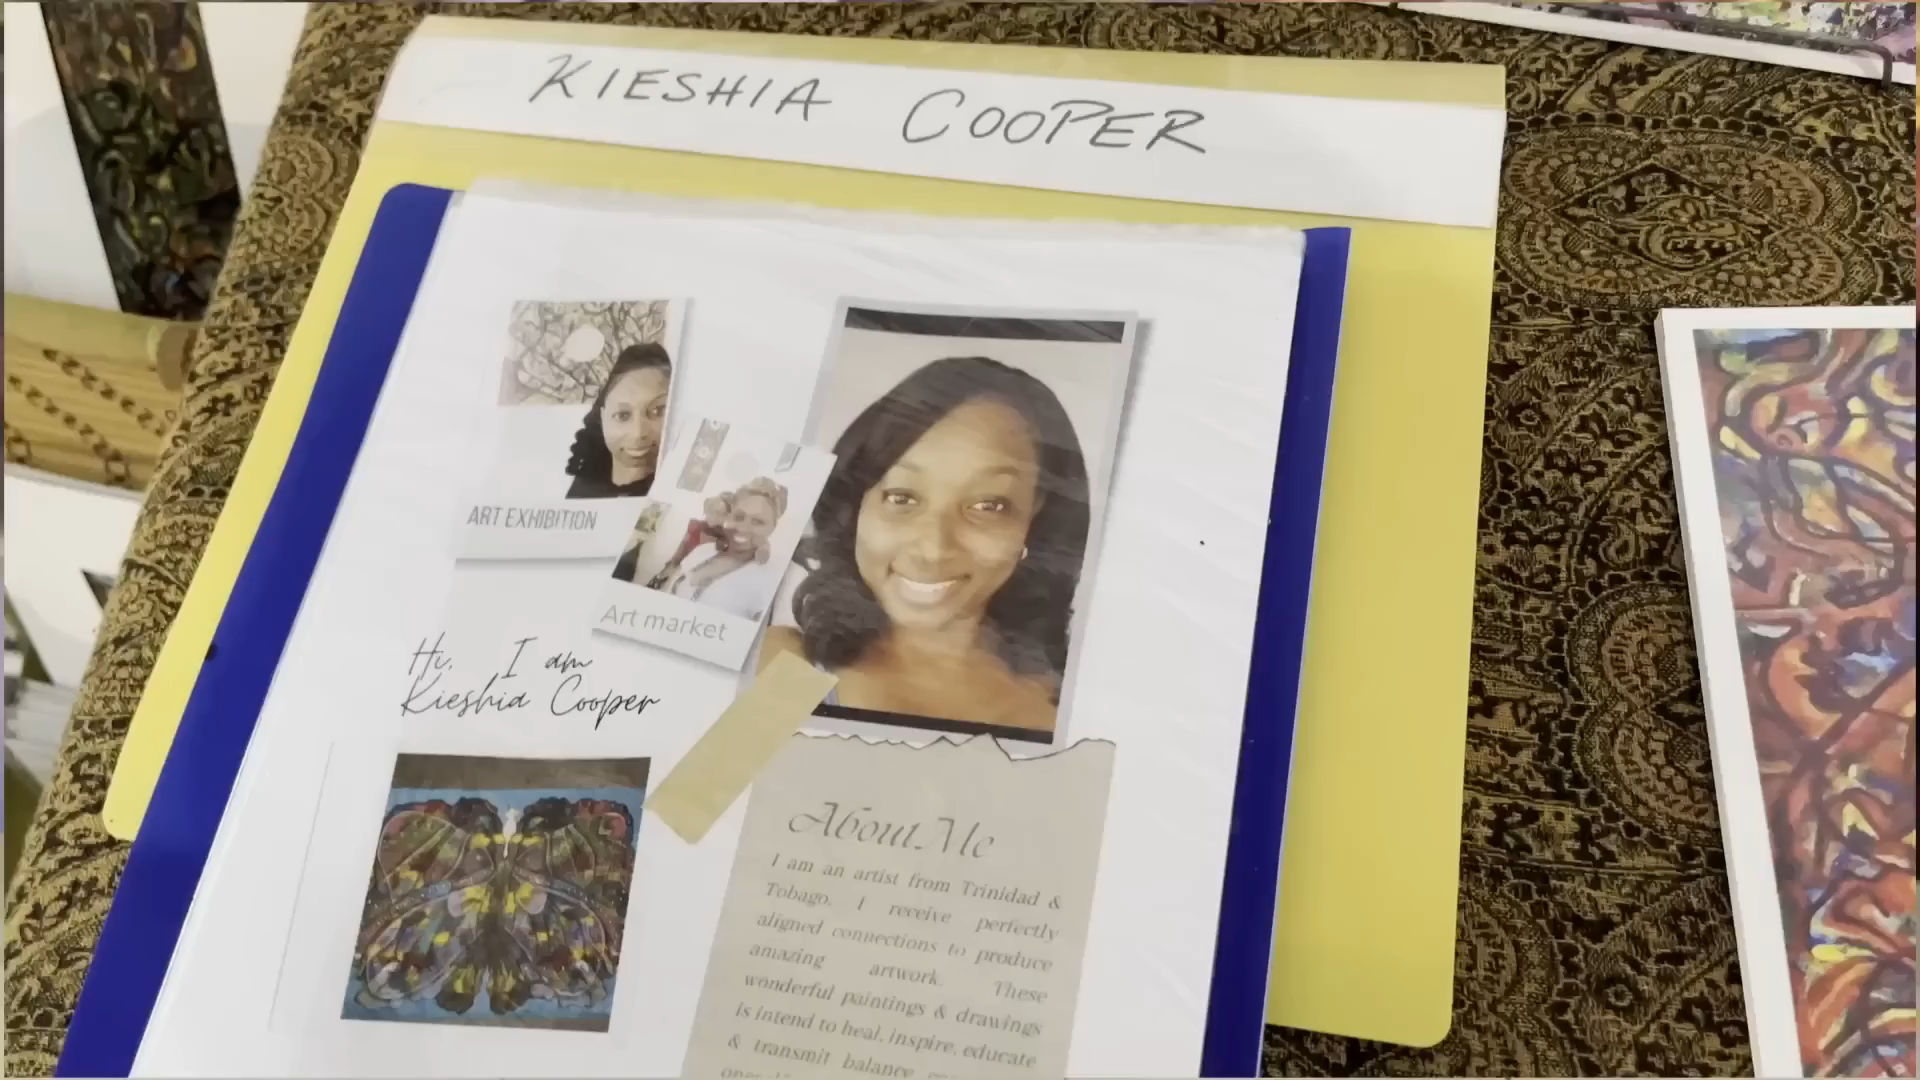 KIESHIA COOPER
ART EXHIBITION
Art market
Hi, I am
Kieshia Cooper
About Me
I am an artist from Trinidad &
Tobago. I receive perfectly
aligned connections to produce
amazing artwork. These
wonderful paintings & drawings
is intend to heal, inspire, educate
& transmit balance